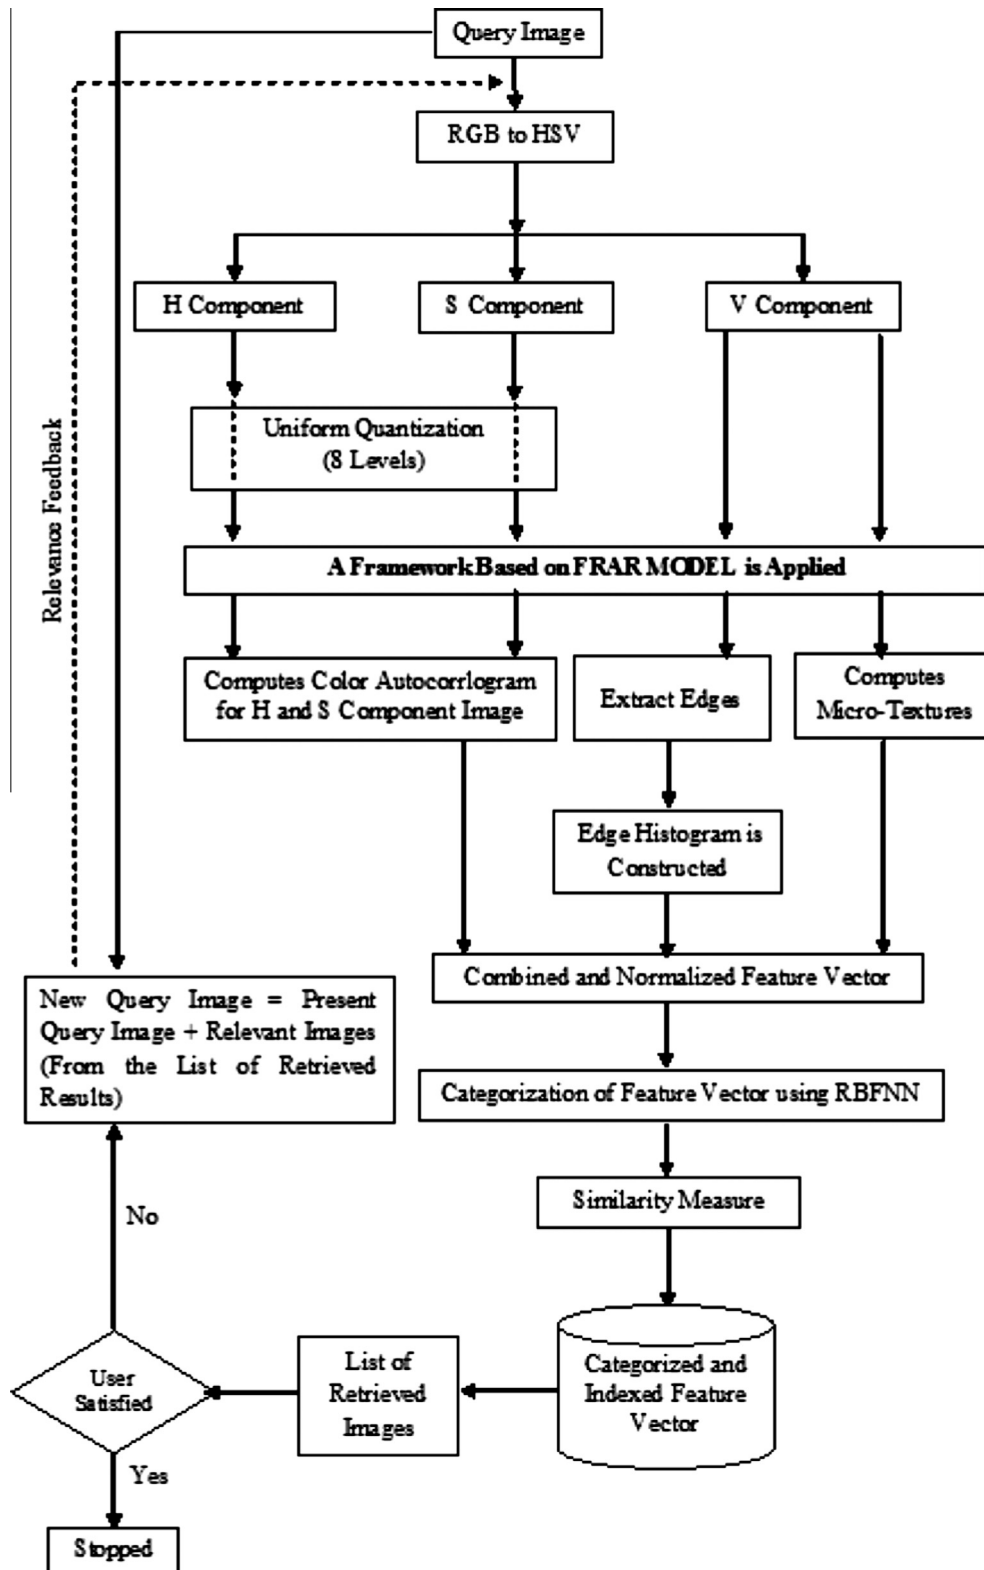 Query Image
RGB to HSV
H Component
S Component
V Component
Uniform Quantization
(8 Levels)
Relevance Feedback
A Framework Based on FRAR MODEL is Applied
Computes Color Autocorrlogram
for H and S Component Image
Extract Edges
Computes
Micro-Textures
Edge Histogram is
Constructed
Combined and Normalized Feature Vector
New Query Image = Present
Query Image + Relevant Images
(From the List of Retrieved
Results)
Categorization of Feature Vector using RBFNN
Similarity Measure
No
Categorized and
Indexed Feature
Vector
List of
Retrieved
Images
User
Satisfied
Yes
Stopped